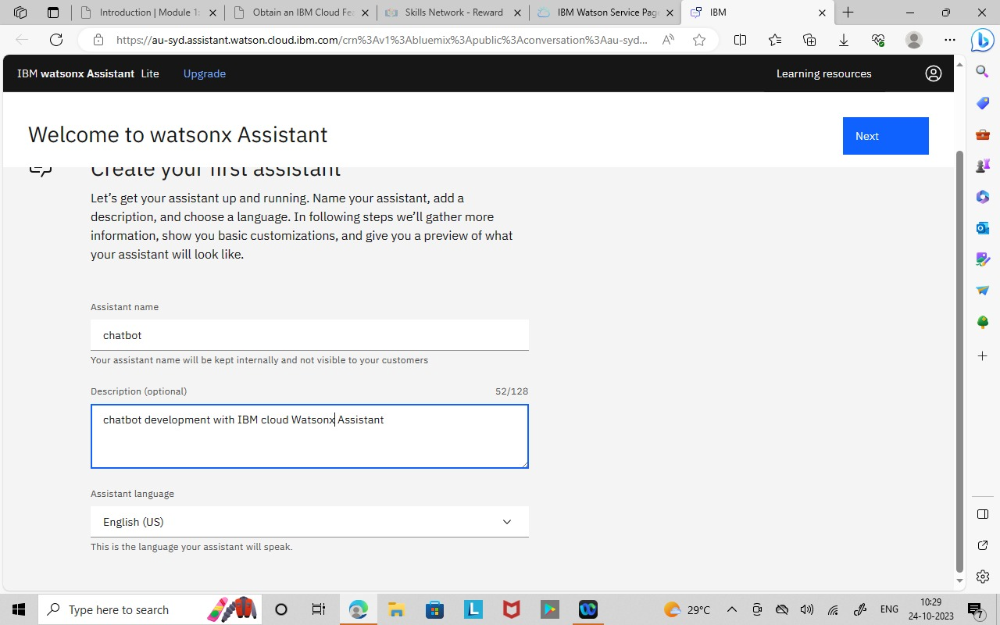 Introduction | Module 1:
Obtain an IBM Cloud Fea
Skills Network - Reward
IBM Watson Service Page
IBM
https://au-syd.assistant.watson.cloud.ibm.com/crn%3Av1%3Abluemix%3Apublic%3Aconversation%3Aau-syd...
IBM watsonx Assistant Lite
Upgrade
Learning resources
Welcome to watsonx Assistant
Next
Create your first assistant
Let's get your assistant up and running. Name your assistant, add a
description, and choose a language. In following steps we'll gather more
information, show you basic customizations, and give you a preview of what
your assistant will look like.
Assistant name
chatbot
Your assistant name will be kept internally and not visible to your customers
Description (optional)
52/128
chatbot development with IBM cloud Watsonx Assistant
Assistant language
English (US)
This is the language your assistant will speak.
Type here to search
29°C
ENG
10:29
24-10-2023
7